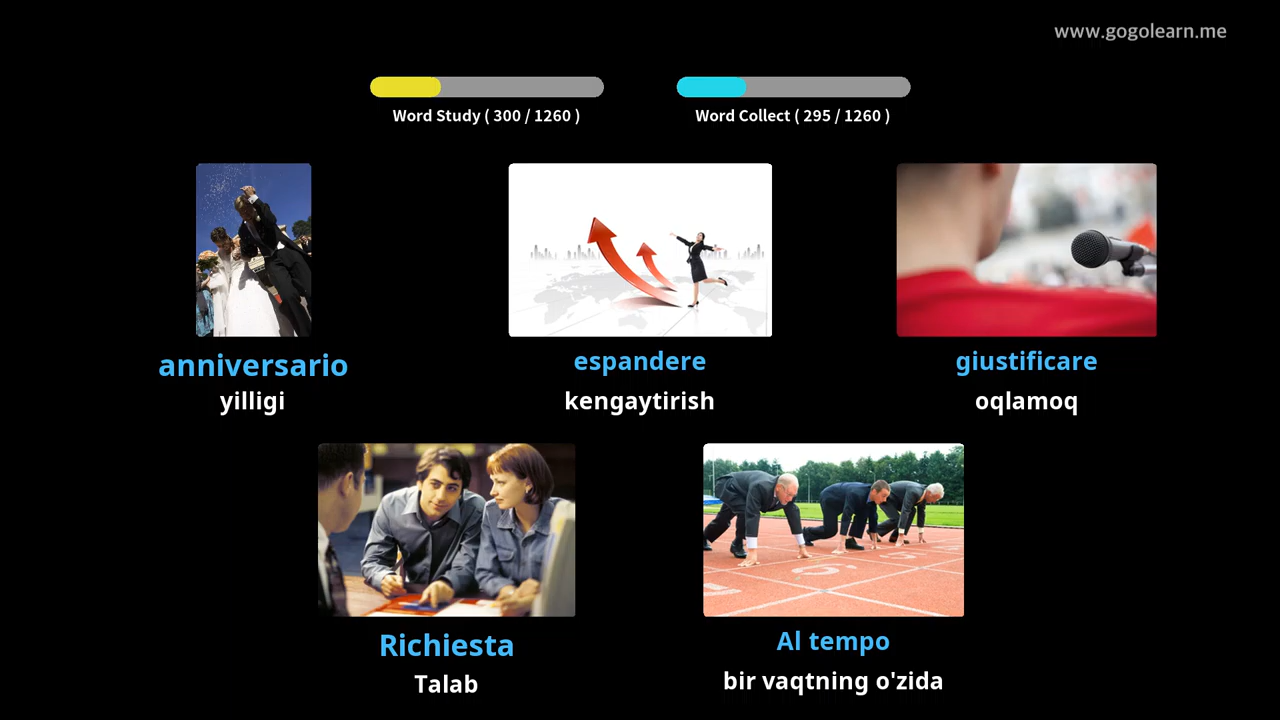 www.gogolearn.me
Word Study ( 300 / 1260 )
Word Collect ( 295 / 1260 )
anniversario
yilligi
espandere
kengaytirish
giustificare
oqlamoq
Richiesta
Talab
Al tempo
bir vaqtning o'zida